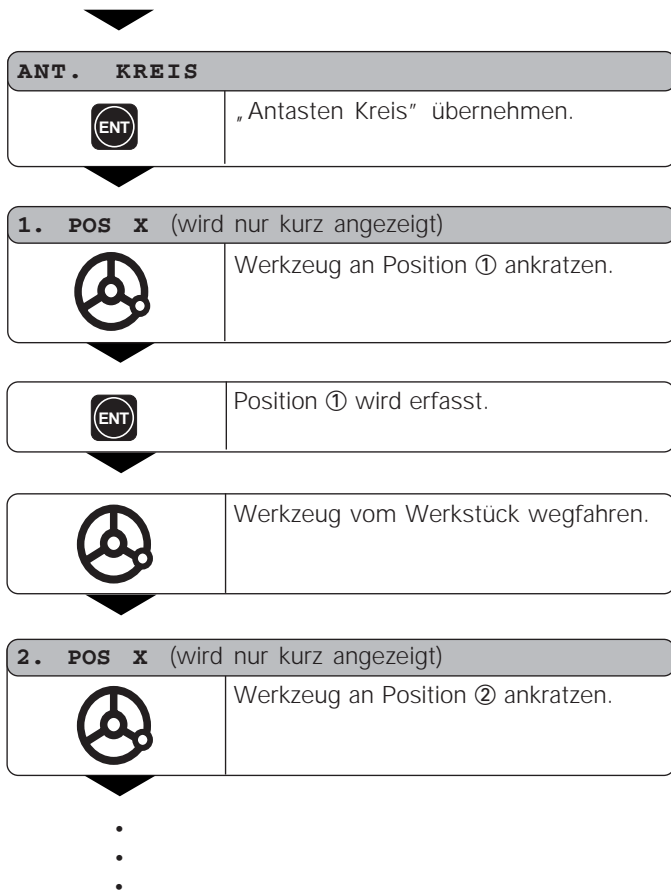 ANT. KREIS
ENT
„Antasten Kreis" übernehmen.
1. POS X (wird nur kurz angezeigt)
Werkzeug an Position ① ankratzen.
ENT
Position ① wird erfasst.
Werkzeug vom Werkstück wegfahren.
2. POS X (wird nur kurz angezeigt)
Werkzeug an Position ② ankratzen.